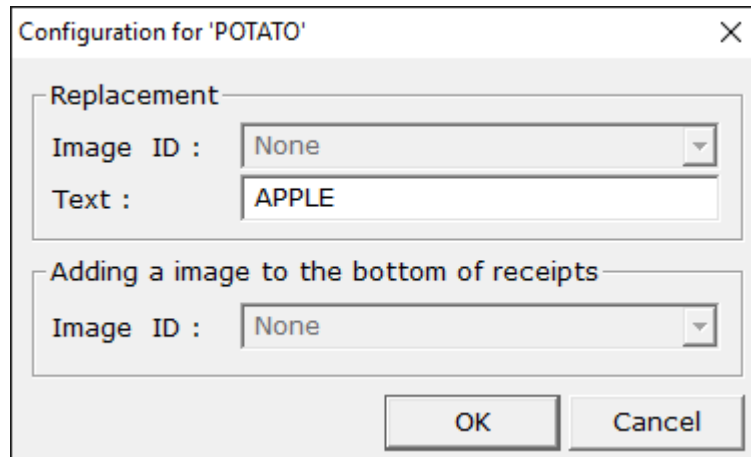 Configuration for 'POTATO'
Replacement
Image ID : None
Text : APPLE
Adding a image to the bottom of receipts
Image ID : None
OK Cancel